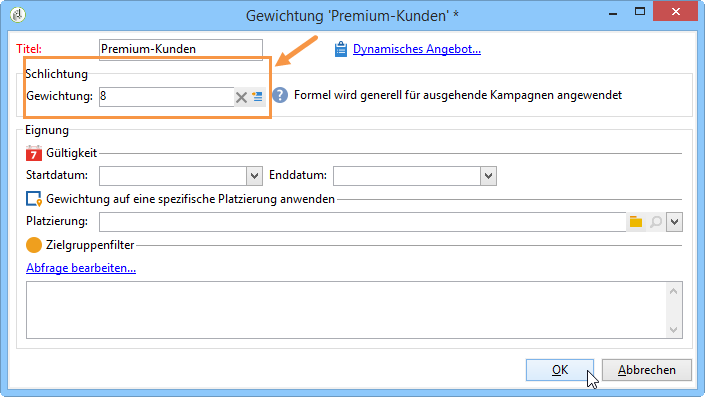 Gewichtung 'Premium-Kunden' *
Titel: Premium-Kunden Dynamisches Angebot...
Schlichtung
Gewichtung: 8 ? Formel wird generell für ausgehende Kampagnen angewendet
Eignung
7 Gültigkeit
Startdatum: Enddatum:
Gewichtung auf eine spezifische Platzierung anwenden
Platzierung:
Zielgruppenfilter
Abfrage bearbeiten...
OK Abbrechen